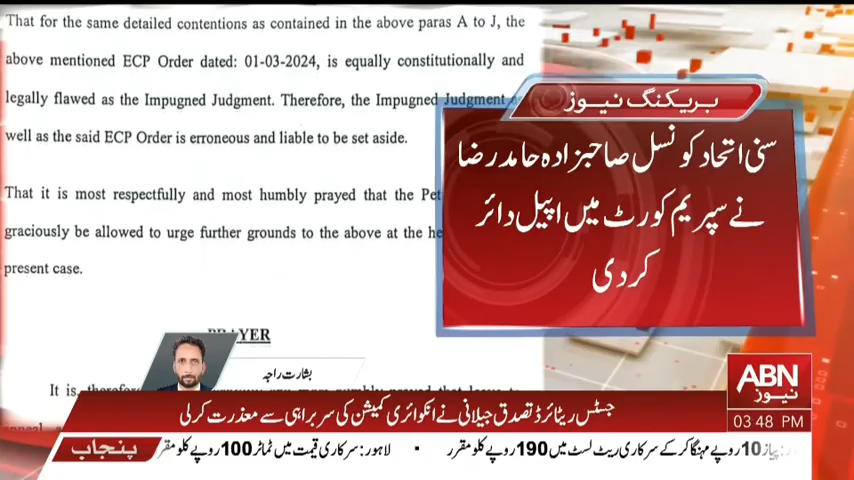 That for the same detailed contentions as contained in the above paras A to J, the
above mentioned ECP Order dated: 01-03-2024, is equally constitutionally and
legally flawed as the Impugned Judgment. Therefore, the Impugned Judgment
well as the said ECP Order is erroneous and liable to be set aside.
That it is most respectfully and most humbly prayed that the
graciously be allowed to urge further grounds to the above at the
present case.
PRAYER
It is, therefore
بریکنگ نیوز
سنی اتحاد کونسل صاحبزادہ حامد رضا
نے سپریم کورٹ میں اپیل دائر
کردی
بشارت راجہ
ABN
نیوز
03:48 PM
جسٹس ریٹائرڈ تصدق جیلانی نے انکوائری کمیشن کی سربراہی سے معذرت کرلی
پنجاب
پیاز 10 روپے مہنگا کرکے سرکاری ریٹ لسٹ میں 190 روپے کلو مقرر • لاہور: سرکاری قیمت میں ٹماٹر 100 روپے کلو مقرر